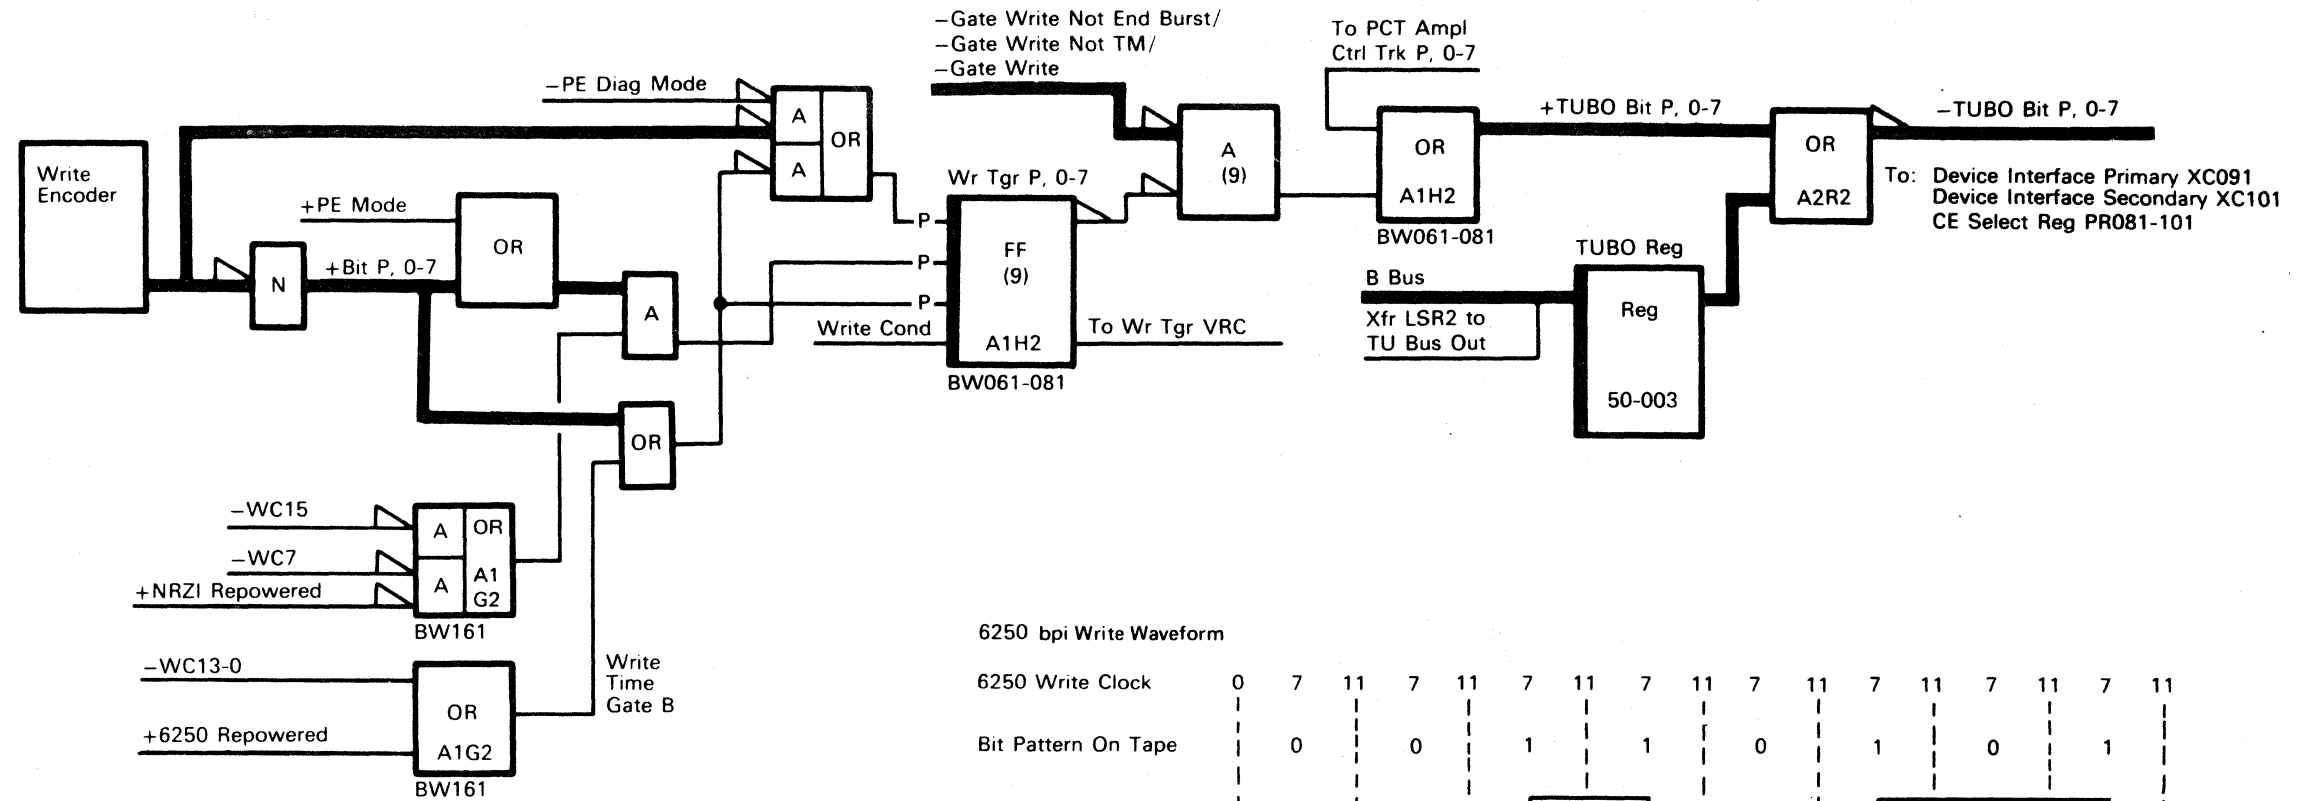 −Gate Write Not End Burst/
−Gate Write Not TM/
−Gate Write
To PCT Ampl
Ctrl Trk P, 0-7
−PE Diag Mode
A
A
OR
Write
Encoder
+PE Mode
OR
N
+Bit P, 0-7
A
OR
Wr Tgr P, 0-7
P
P
P
FF
(9)
A1H2
BW061-081
Write Cond
To Wr Tgr VRC
A
(9)
OR
A1H2
BW061-081
+TUBO Bit P, 0-7
OR
A2R2
−TUBO Bit P, 0-7
To: Device Interface Primary XC091
Device Interface Secondary XC101
CE Select Reg PR081-101
TUBO Reg
B Bus
Xfr LSR2 to
TU Bus Out
Reg
50-003
−WC15
−WC7
+NRZI Repowered
A
A
OR
A1
G2
BW161
−WC13-0
+6250 Repowered
OR
A1G2
BW161
Write
Time
Gate B
6250 bpi Write Waveform
6250 Write Clock 0 7 11 7 11 7 11 7 11 7 11 7 11 7 11 7 11
Bit Pattern On Tape 0 0 1 1 0 1 0 1